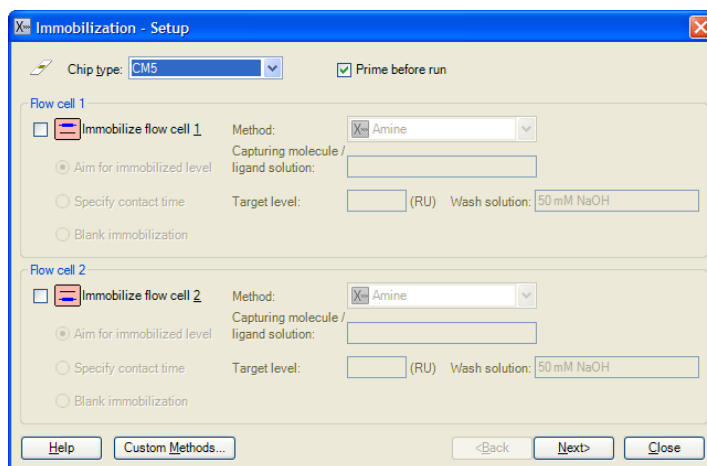 Immobilization - Setup
Chip type: CM5 Prime before run
Flow cell 1
Immobilize flow cell 1 Method: Amine
Aim for immobilized level Capturing molecule / ligand solution:
Specify contact time Target level: (RU) Wash solution: 50 mM NaOH
Blank immobilization
Flow cell 2
Immobilize flow cell 2 Method: Amine
Aim for immobilized level Capturing molecule / ligand solution:
Specify contact time Target level: (RU) Wash solution: 50 mM NaOH
Blank immobilization
Help Custom Methods... <Back Next> Close